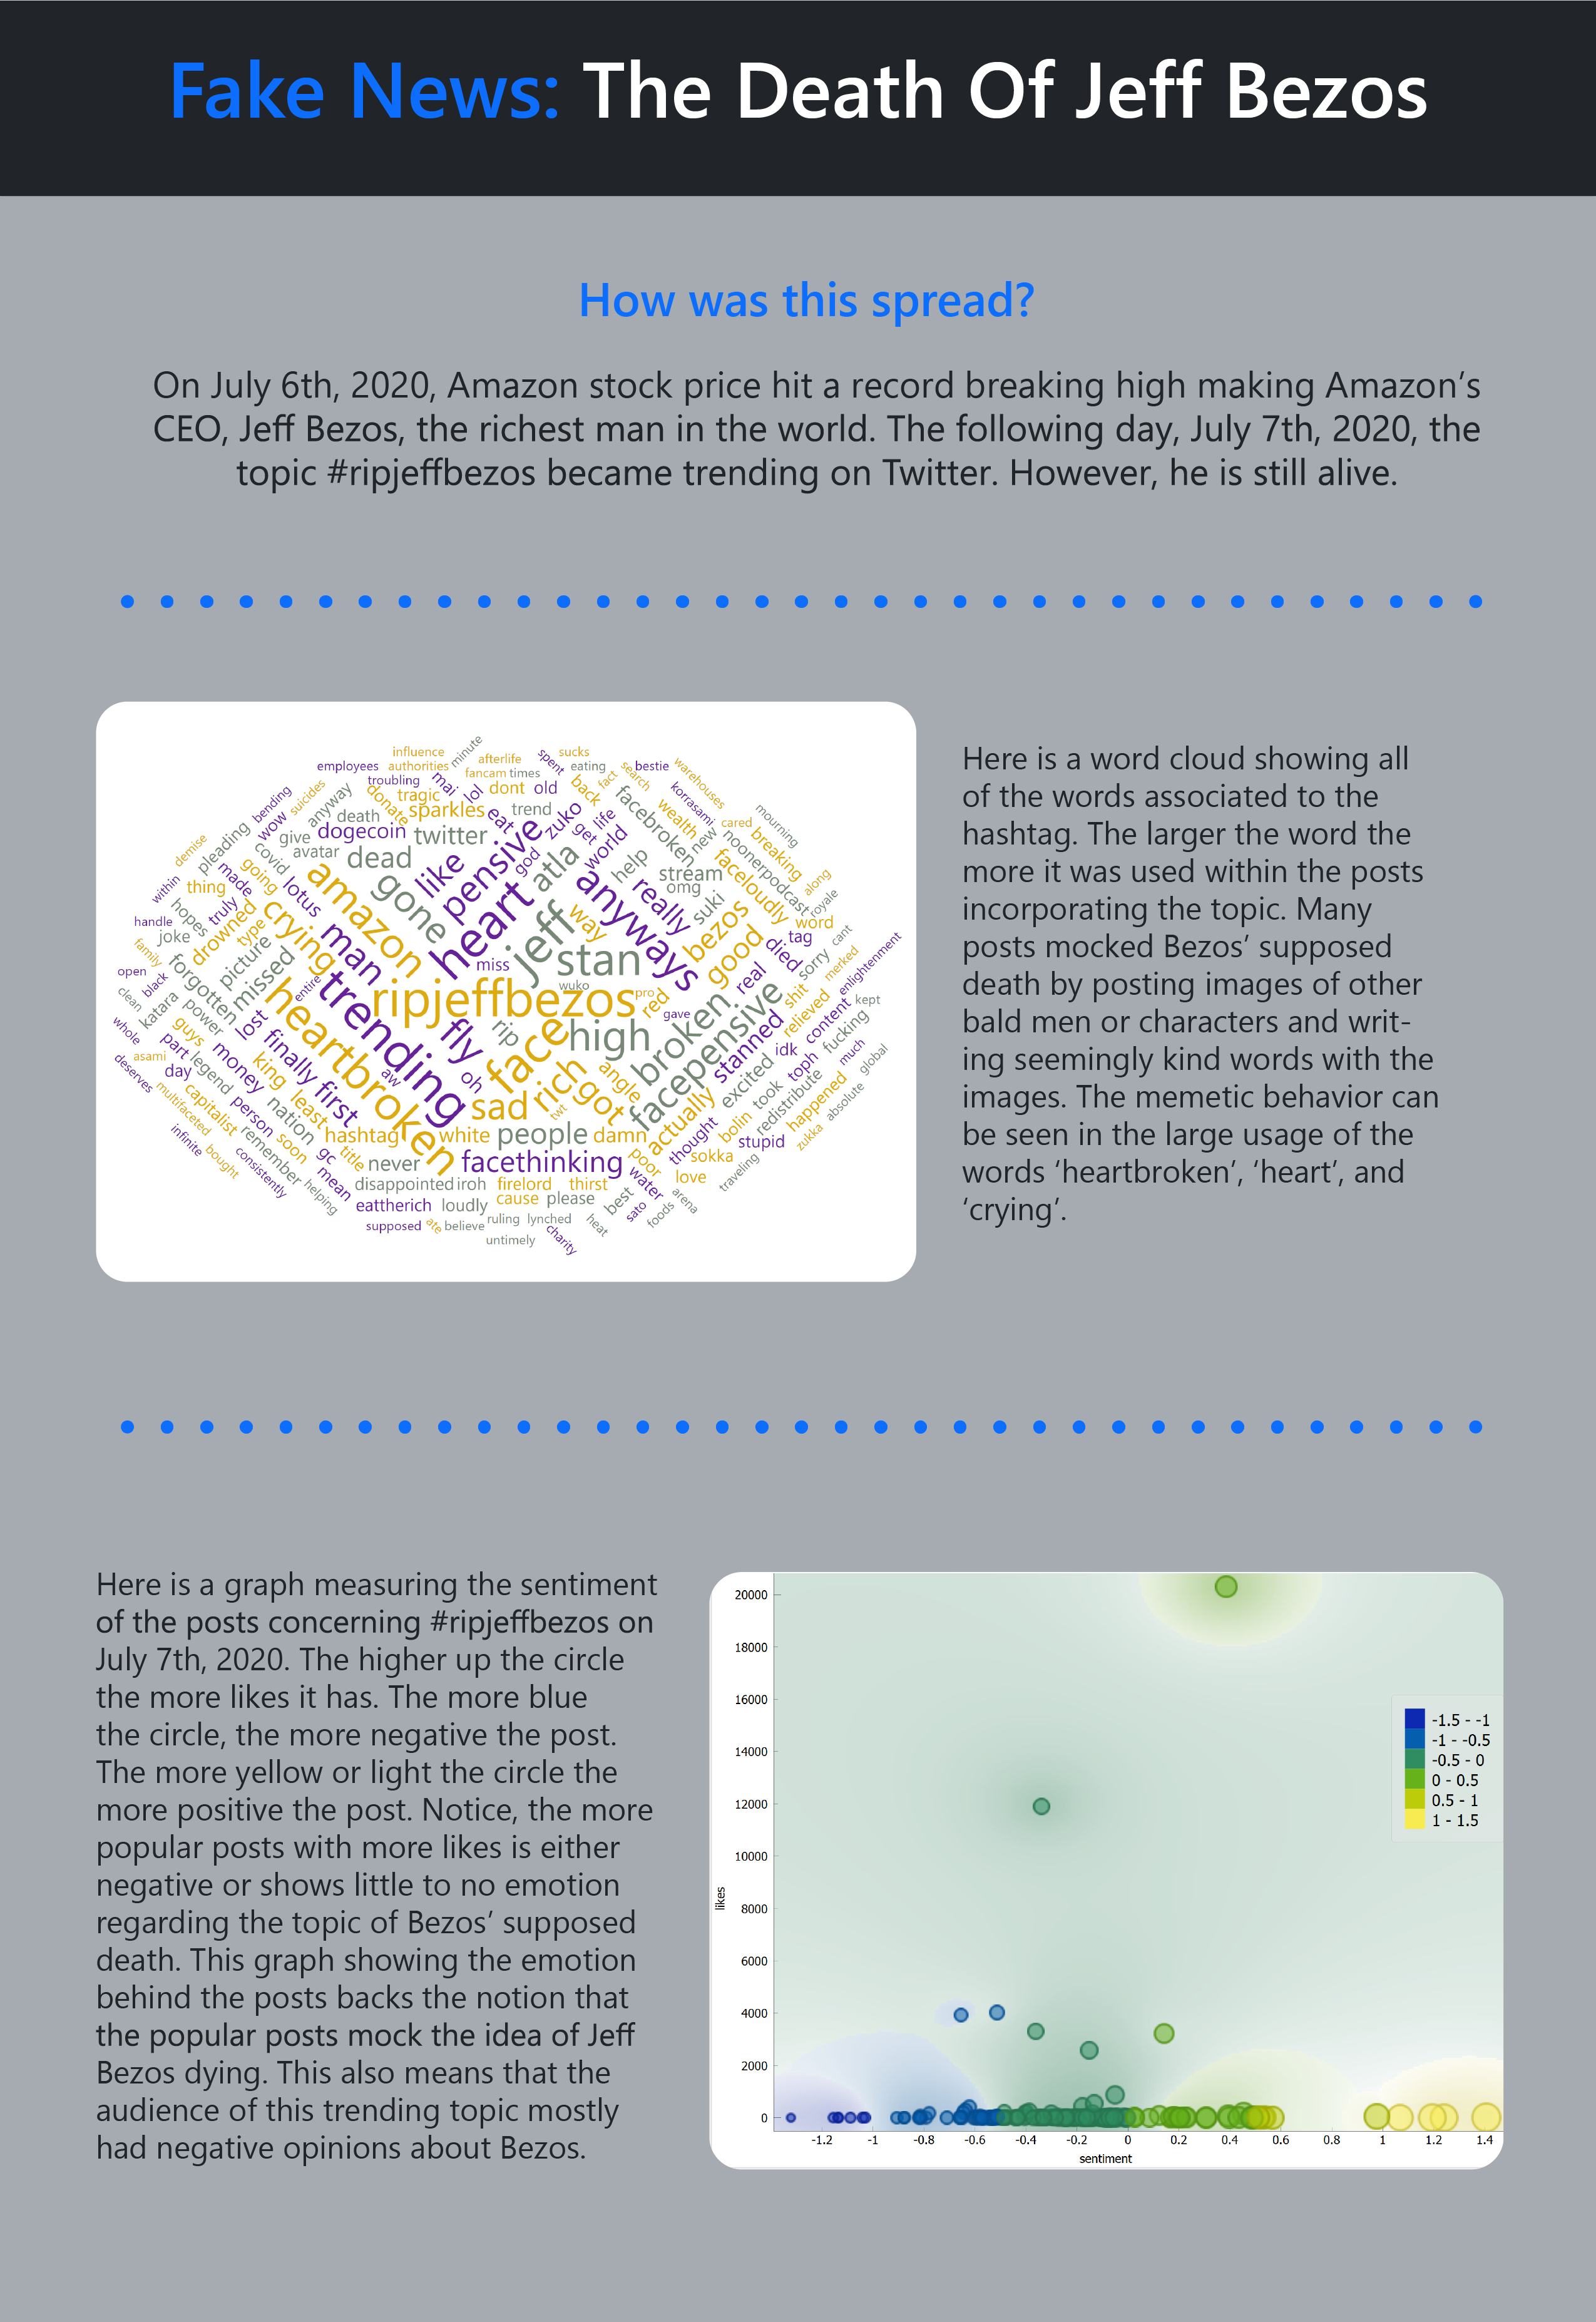 Fake News: The Death Of Jeff Bezos
How was this spread?
On July 6th, 2020, Amazon stock price hit a record breaking high making Amazon’s
CEO, Jeff Bezos, the richest man in the world. The following day, July 7th, 2020, the
topic #ripjeffbezos became trending on Twitter. However, he is still alive.
influence
minute
employees
authorities
afterlife
fancam
times
spent
sucks
eating
bestie
fact
search
warehouses
troubling
mai
lol
dont
old
back
bending
suicides
anyway
donate
tragic
sparkles
trend
eat
zuko
get
life
facebroken
wealth
korrasami
new
cared
breaking
mourning
noonerpodcast
demise
pleading
wow
covid
give
avatar
death
dogecoin
twitter
dead
like
pensive
god
atla
world
help
stream
omg
faceloudly
along
royale
within
thing
made
going
lotus
amazon
gone
heart
jeff
way
anyways
really
suki
bezos
good
word
tag
died
cant
handle
hopes
truly
joke
drowned
type
crying
man
miss
stan
real
sorry
merked
enlightenment
family
open
black
clean
forgotten
picture
missed
entire
trending
ripjeffbezos
wuko
pro
red
gave
broken
facepensive
shit
relieved
content
kept
whole
katara
power
guys
lost
heartbroken
fly
rip
face
high
stanned
idk
fucking
much
global
asami
deserves
day
part
legend
money
finally
first
king
least
aw
oh
sad
rich
got
angle
twt
excited
toph
took
redistribute
absolute
happened
zukka
multifaceted
capitalist
person
nation
soon
remember
hashtag
title
white
people
damn
actually
thought
bolin
stupid
infinite
bought
consistently
helping
gc
mean
never
facethinking
poor
water
sokka
love
traveling
disappointed
iroh
firelord
thirst
eattherich
loudly
cause
please
best
sato
arena
foods
supposed
ate
believe
ruling
lynched
heat
untimely
charity
Here is a word cloud showing all
of the words associated to the
hashtag. The larger the word the
more it was used within the posts
incorporating the topic. Many
posts mocked Bezos’ supposed
death by posting images of other
bald men or characters and writ-
ing seemingly kind words with the
images. The memetic behavior can
be seen in the large usage of the
words ‘heartbroken’, ‘heart’, and
‘crying’.
Here is a graph measuring the sentiment
of the posts concerning #ripjeffbezos on
July 7th, 2020. The higher up the circle
the more likes it has. The more blue
the circle, the more negative the post.
The more yellow or light the circle the
more positive the post. Notice, the more
popular posts with more likes is either
negative or shows little to no emotion
regarding the topic of Bezos’ supposed
death. This graph showing the emotion
behind the posts backs the notion that
the popular posts mock the idea of Jeff
Bezos dying. This also means that the
audience of this trending topic mostly
had negative opinions about Bezos.
20000
18000
16000
14000
12000
10000
8000
6000
4000
2000
0
likes
-1.5 - -1
-1 - -0.5
-0.5 - 0
0 - 0.5
0.5 - 1
1 - 1.5
-1.2 -1 -0.8 -0.6 -0.4 -0.2 0 0.2 0.4 0.6 0.8 1 1.2 1.4
sentiment